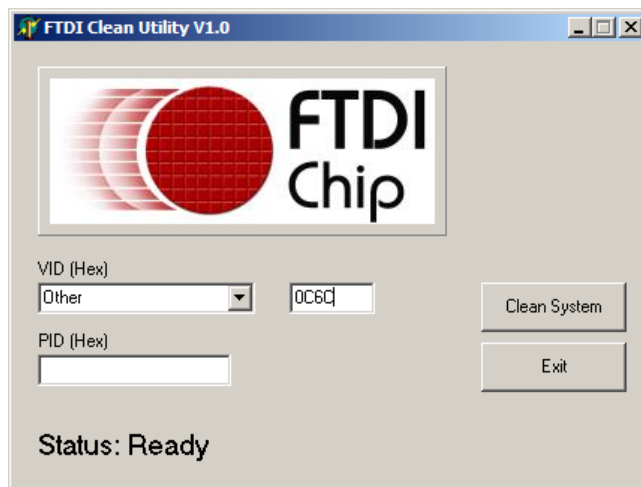 FTDI Clean Utility V1.0
FTDI
Chip
VID (Hex)
Other
0C6C
Clean System
PID (Hex)
Exit
Status: Ready